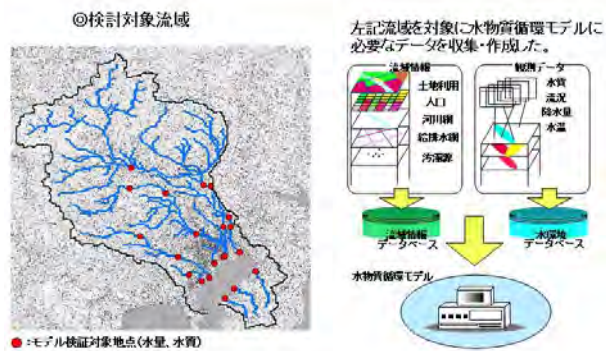 ◎検討対象流域
●:モデル検証対象地点(水量、水質)
左記流域を対象に水物質循環モデルに
必要なデータを収集・作成した。
流域情報
土地利用
人口
河川網
給排水網
汚濁源
観測データ
水質
流況
降水量
水温
流域情報
データベース
水環境
データベース
水物質循環モデル